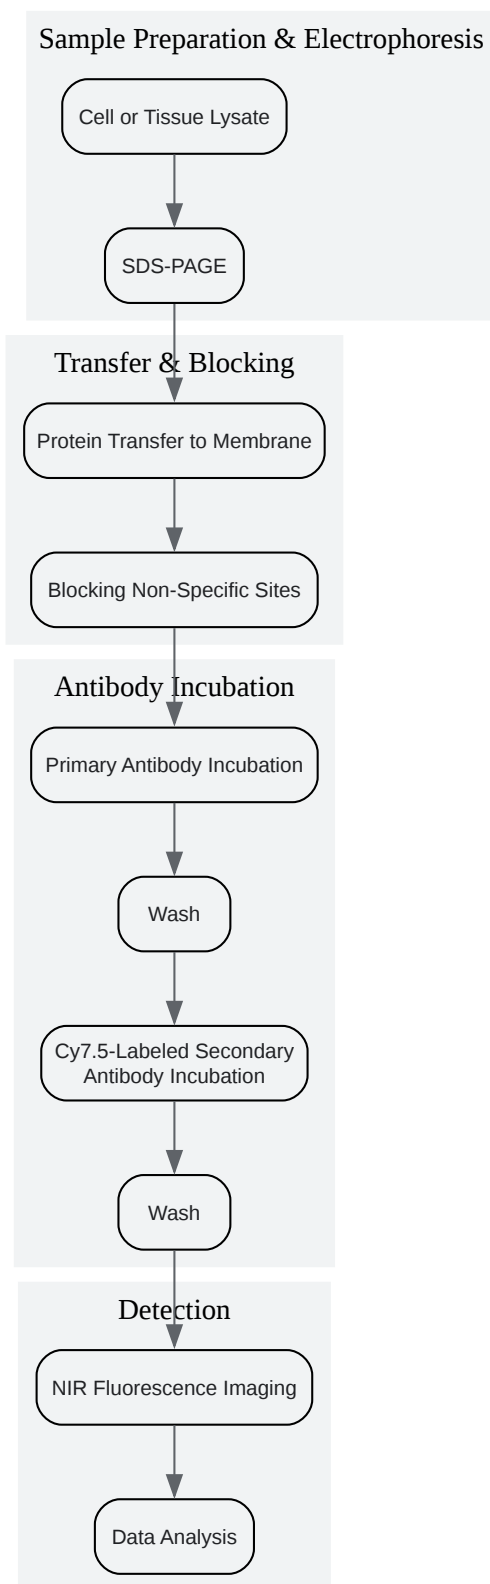 Sample Preparation & Electrophoresis
Cell or Tissue Lysate
SDS-PAGE
Transfer & Blocking
Protein Transfer to Membrane
Blocking Non-Specific Sites
Antibody Incubation
Primary Antibody Incubation
Wash
Cy7.5-Labeled Secondary
Antibody Incubation
Wash
Detection
NIR Fluorescence Imaging
Data Analysis